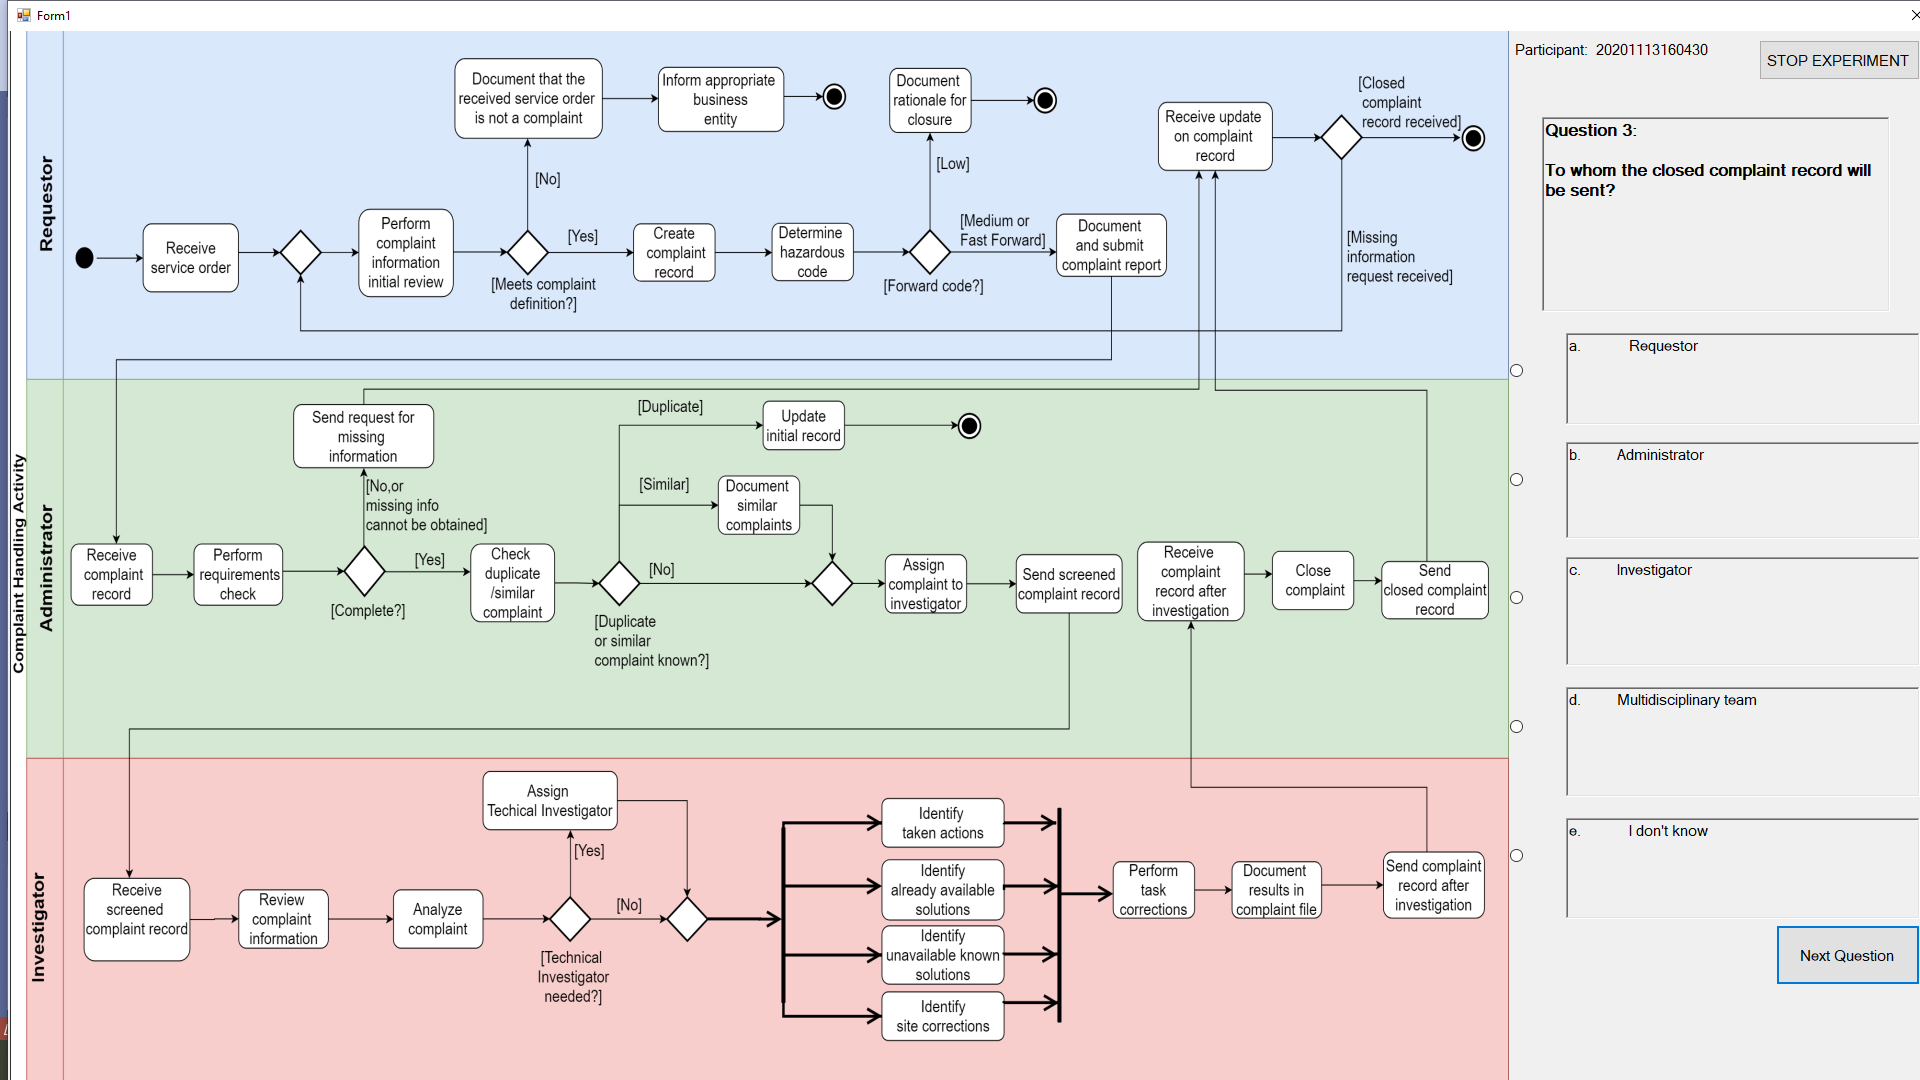 Form1
Participant: 20201113160430
STOP EXPERIMENT
Question 3:
To whom the closed complaint record will
be sent?
a. Requestor
b. Administrator
c. Investigator
d. Multidisciplinary team
e. I don't know
Next Question
Complaint Handling Activity
Requestor
Receive
service order
Perform
complaint
information
initial review
[Meets complaint
definition?]
[No]
Document that the
received service order
is not a complaint
Inform appropriate
business
entity
[Yes]
Create
complaint
record
Determine
hazardous
code
[Forward code?]
[Low]
Document
rationale for
closure
[Medium or
Fast Forward]
Document
and submit
complaint report
Receive update
on complaint
record
[Closed
complaint
record received]
[Missing
information
request received]
Administrator
Receive
complaint
record
Perform
requirements
check
[Complete?]
[No,or
missing info
cannot be obtained]
Send request for
missing
information
[Yes]
Check
duplicate
/similar
complaint
[Duplicate
or similar
complaint known?]
[Duplicate]
Update
initial record
[Similar]
Document
similar
complaints
[No]
Assign
complaint to
investigator
Send screened
complaint record
Receive
complaint
record after
investigation
Close
complaint
Send
closed complaint
record
Investigator
Receive
screened
complaint record
Review
complaint
information
Analyze
complaint
[Technical
Investigator
needed?]
[Yes]
Assign
Techical Investigator
[No]
Identify
taken actions
Identify
already available
solutions
Identify
unavailable known
solutions
Identify
site corrections
Perform
task
corrections
Document
results in
complaint file
Send complaint
record after
investigation